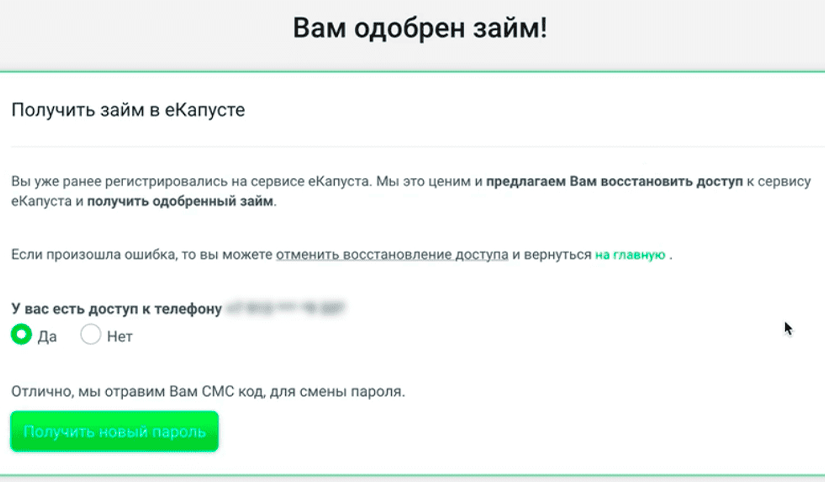 Вам одобрен займ!
Получить займ в еКапусте
Вы уже ранее регистрировались на сервисе еКапуста. Мы это ценим и предлагаем Вам восстановить доступ к сервису
еКапуста и получить одобренный займ.
Если произошла ошибка, то вы можете отменить восстановление доступа и вернуться на главную .
У вас есть доступ к телефону
Да Нет
Отлично, мы отравим Вам СМС код, для смены пароля.
Получить новый пароль